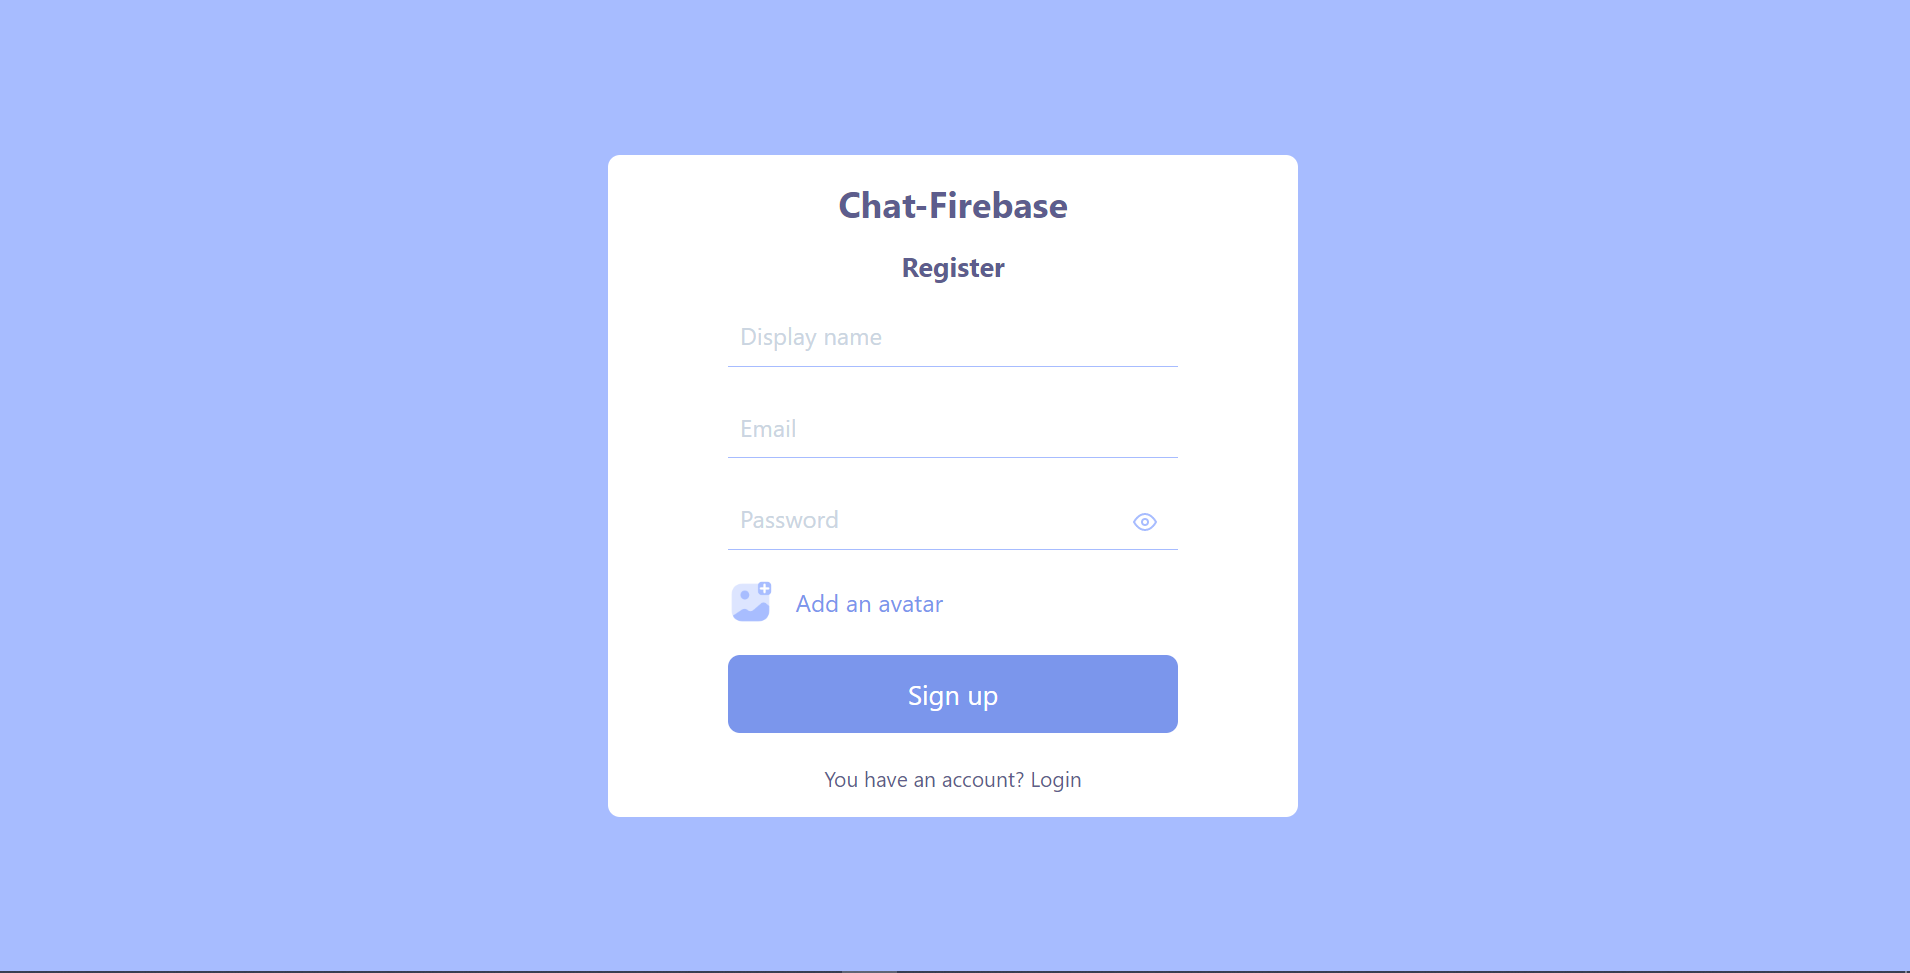 Chat-Firebase
Register
Display name
Email
Password
Add an avatar
Sign up
You have an account? Login